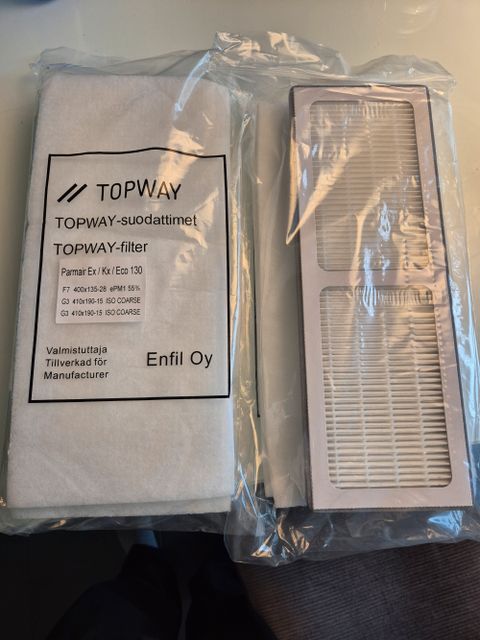 TOPWAY
TOPWAY-suodattimet
TOPWAY-filter
Parmair Ex / Kx / Eco 130
F7 400x135-28 ePM1 55%
G3 410x190-15 ISO COARSE
G3 410x190-15 ISO COARSE
Valmistuttaja
Tillverkad för
Manufacturer
Enfil Oy